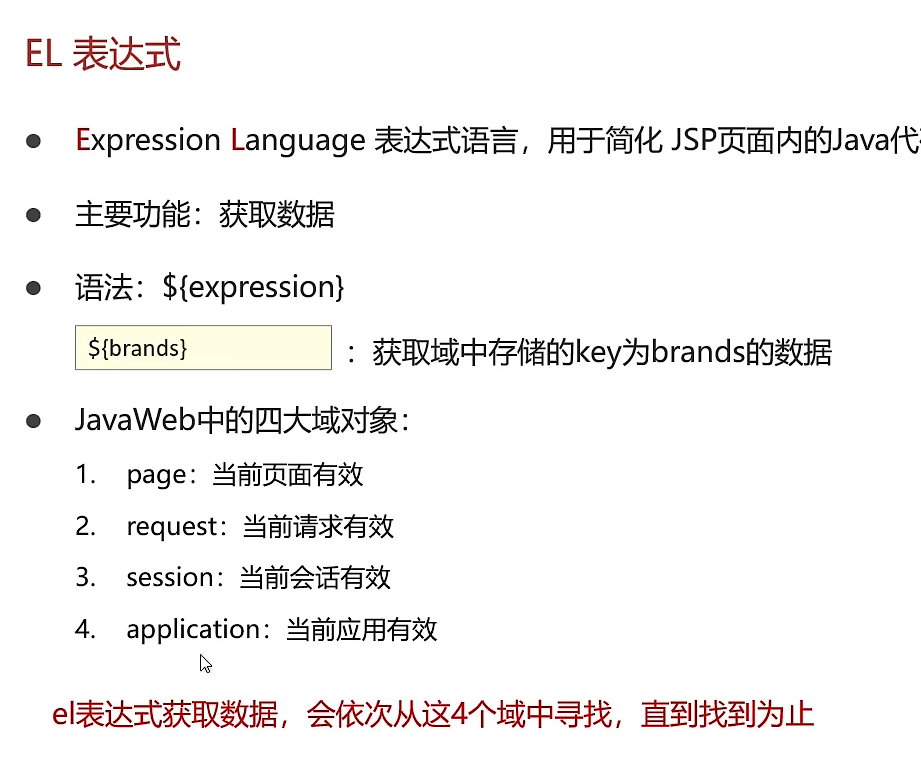 EL 表达式
Expression Language 表达式语言，用于简化 JSP页面内的Java代
主要功能：获取数据
语法：${expression}
${brands} ：获取域中存储的key为brands的数据
JavaWeb中的四大域对象：
1. page：当前页面有效
2. request：当前请求有效
3. session：当前会话有效
4. application：当前应用有效
el表达式获取数据，会依次从这4个域中寻找，直到找到为止